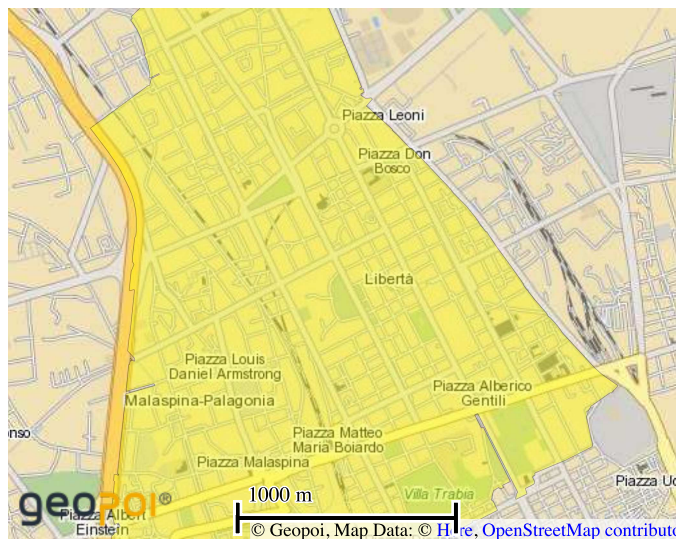 Piazza Leoni
Piazza Don
Bosco
Libertà
Piazza Louis
Daniel Armstrong
Piazza Alberico
Gentili
Malaspina-Palagonia
onso
Piazza Matteo
Maria Boiardo
Piazza Malaspina
Piazza Uc
Villa Trabia
1000 m
geopoi®
Piazza Albert
Einstein
© Geopoi, Map Data: © Here, OpenStreetMap contributo